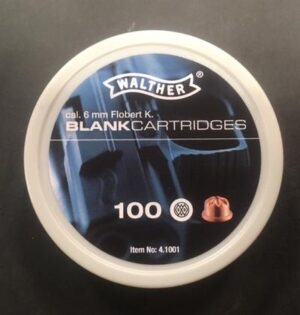 WALTHER®
cal. 6 mm Flobert K.
BLANKCARTRIDGES
100
Item No: 4.1001